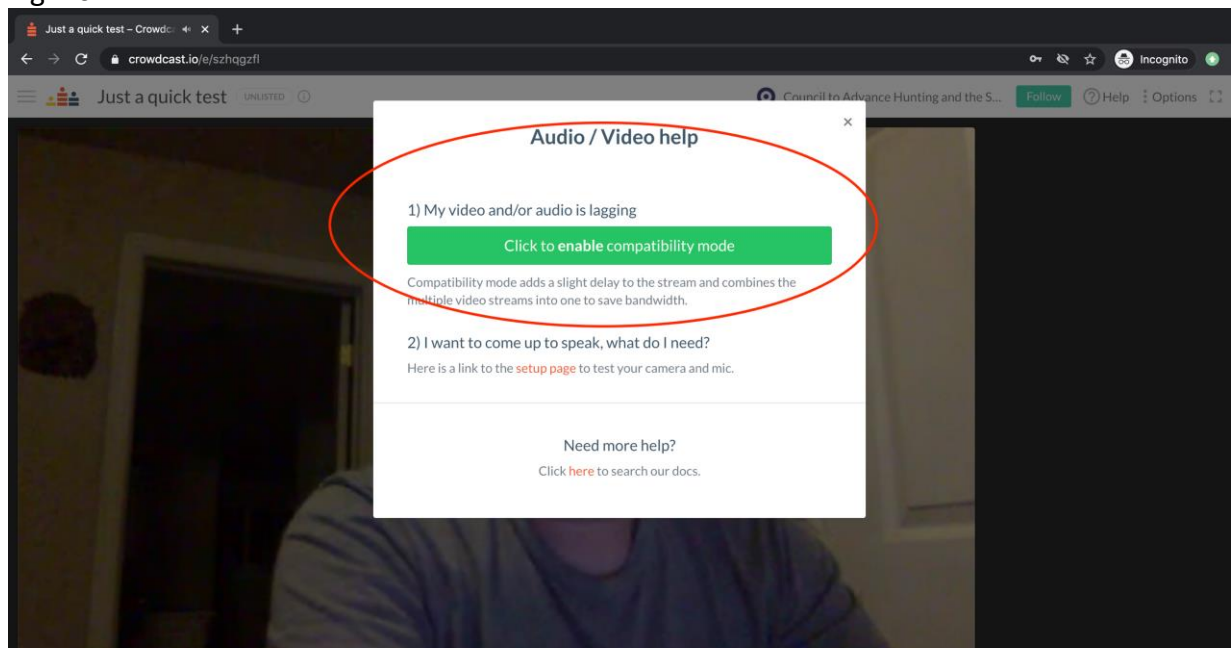 Just a quick test – Crowdc
crowdcast.io/e/szhqgzfl
Incognito
Just a quick test UNLISTED
Council to Advance Hunting and the S...
Follow
Help
Options
Audio / Video help
1) My video and/or audio is lagging
Click to enable compatibility mode
Compatibility mode adds a slight delay to the stream and combines the
multiple video streams into one to save bandwidth.
2) I want to come up to speak, what do I need?
Here is a link to the setup page to test your camera and mic.
Need more help?
Click here to search our docs.